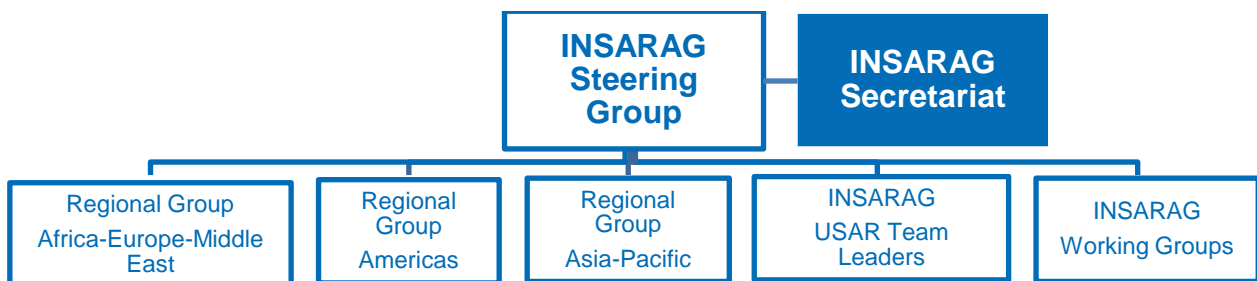 INSARAG
Steering
Group
INSARAG
Secretariat
Regional Group
Africa-Europe-Middle
East
Regional
Group
Americas
Regional
Group
Asia-Pacific
INSARAG
USAR Team
Leaders
INSARAG
Working Groups